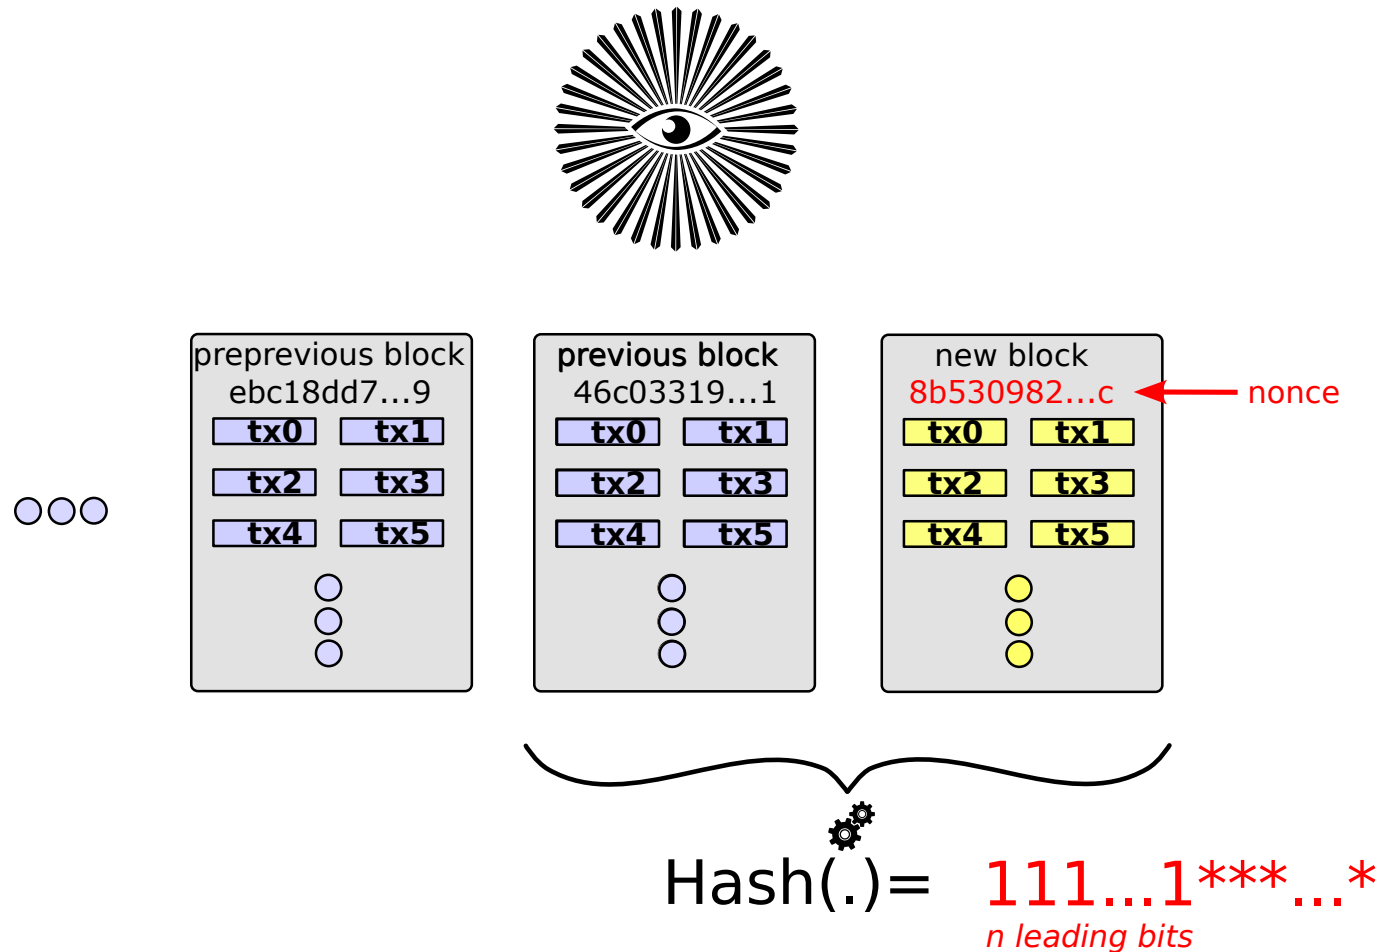 preprevious block
ebc18dd7...9
tx0 tx1
tx2 tx3
tx4 tx5
previous block
46c03319...1
tx0 tx1
tx2 tx3
tx4 tx5
new block
8b530982...c
nonce
tx0 tx1
tx2 tx3
tx4 tx5
Hash(.)= 111...1***...*
n leading bits